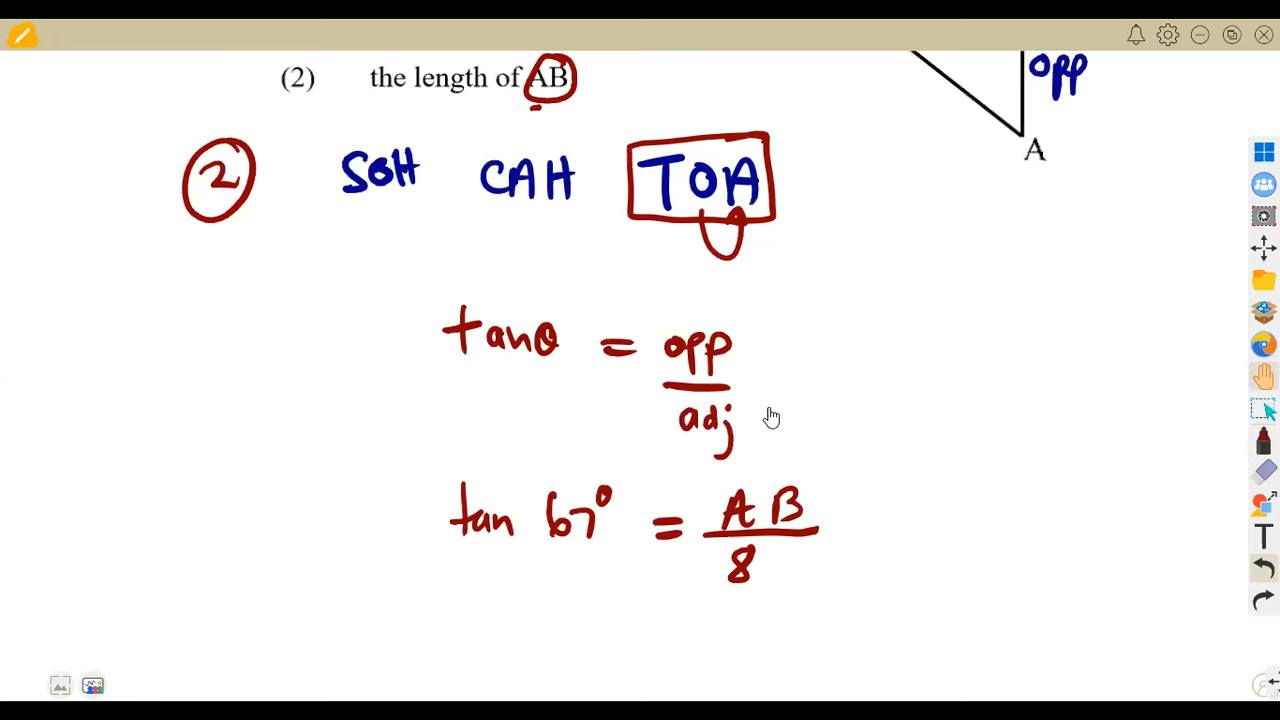 opp
(2) the length of AB
A
2 SOH CAH TOA
tanθ = opp
adj
tan 67° = AB
8
T